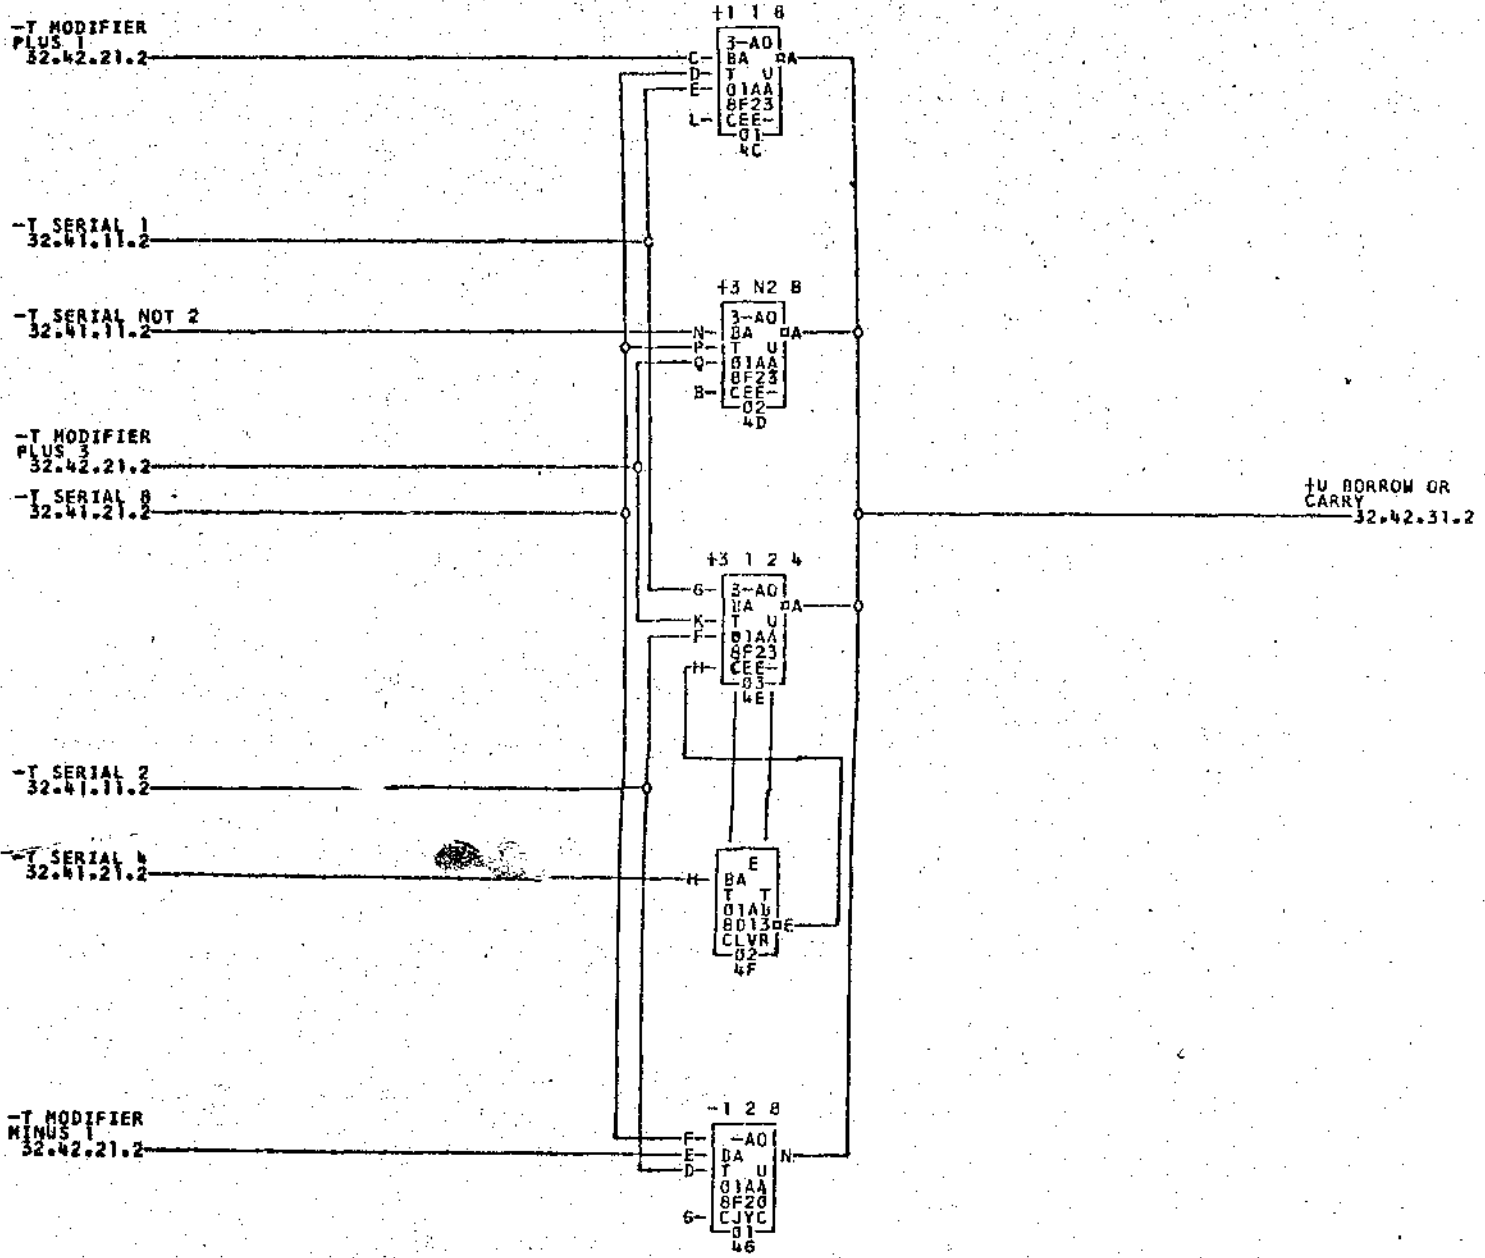 -T MODIFIER
PLUS 1
32.42.21.2
-T SERIAL 1
32.41.11.2
-T SERIAL NOT 2
32.41.11.2
-T MODIFIER
PLUS 3
32.42.21.2
-T SERIAL 8
32.41.21.2
-T SERIAL 2
32.41.11.2
-T SERIAL 4
32.41.21.2
-T MODIFIER
MINUS 1
32.42.21.2
+1 1 8
3-AO
C BA A
D T U
E 01AA
8F23
L CEE-
01
4C
+3 N2 8
3-AO
N BA A
P T U
Q 01AA
8F23
B CEE-
02
4D
+3 1 2 4
G 3-AO
BA A
K T U
F 01AA
8F23
H CEE-
03
4E
E
H BA
T T
8D13 E
CLVR
02
4F
-1 2 8
F -AO
E BA N
D T U
01AA
8F20
CJYC
01
+U BORROW OR
CARRY
32.42.31.2